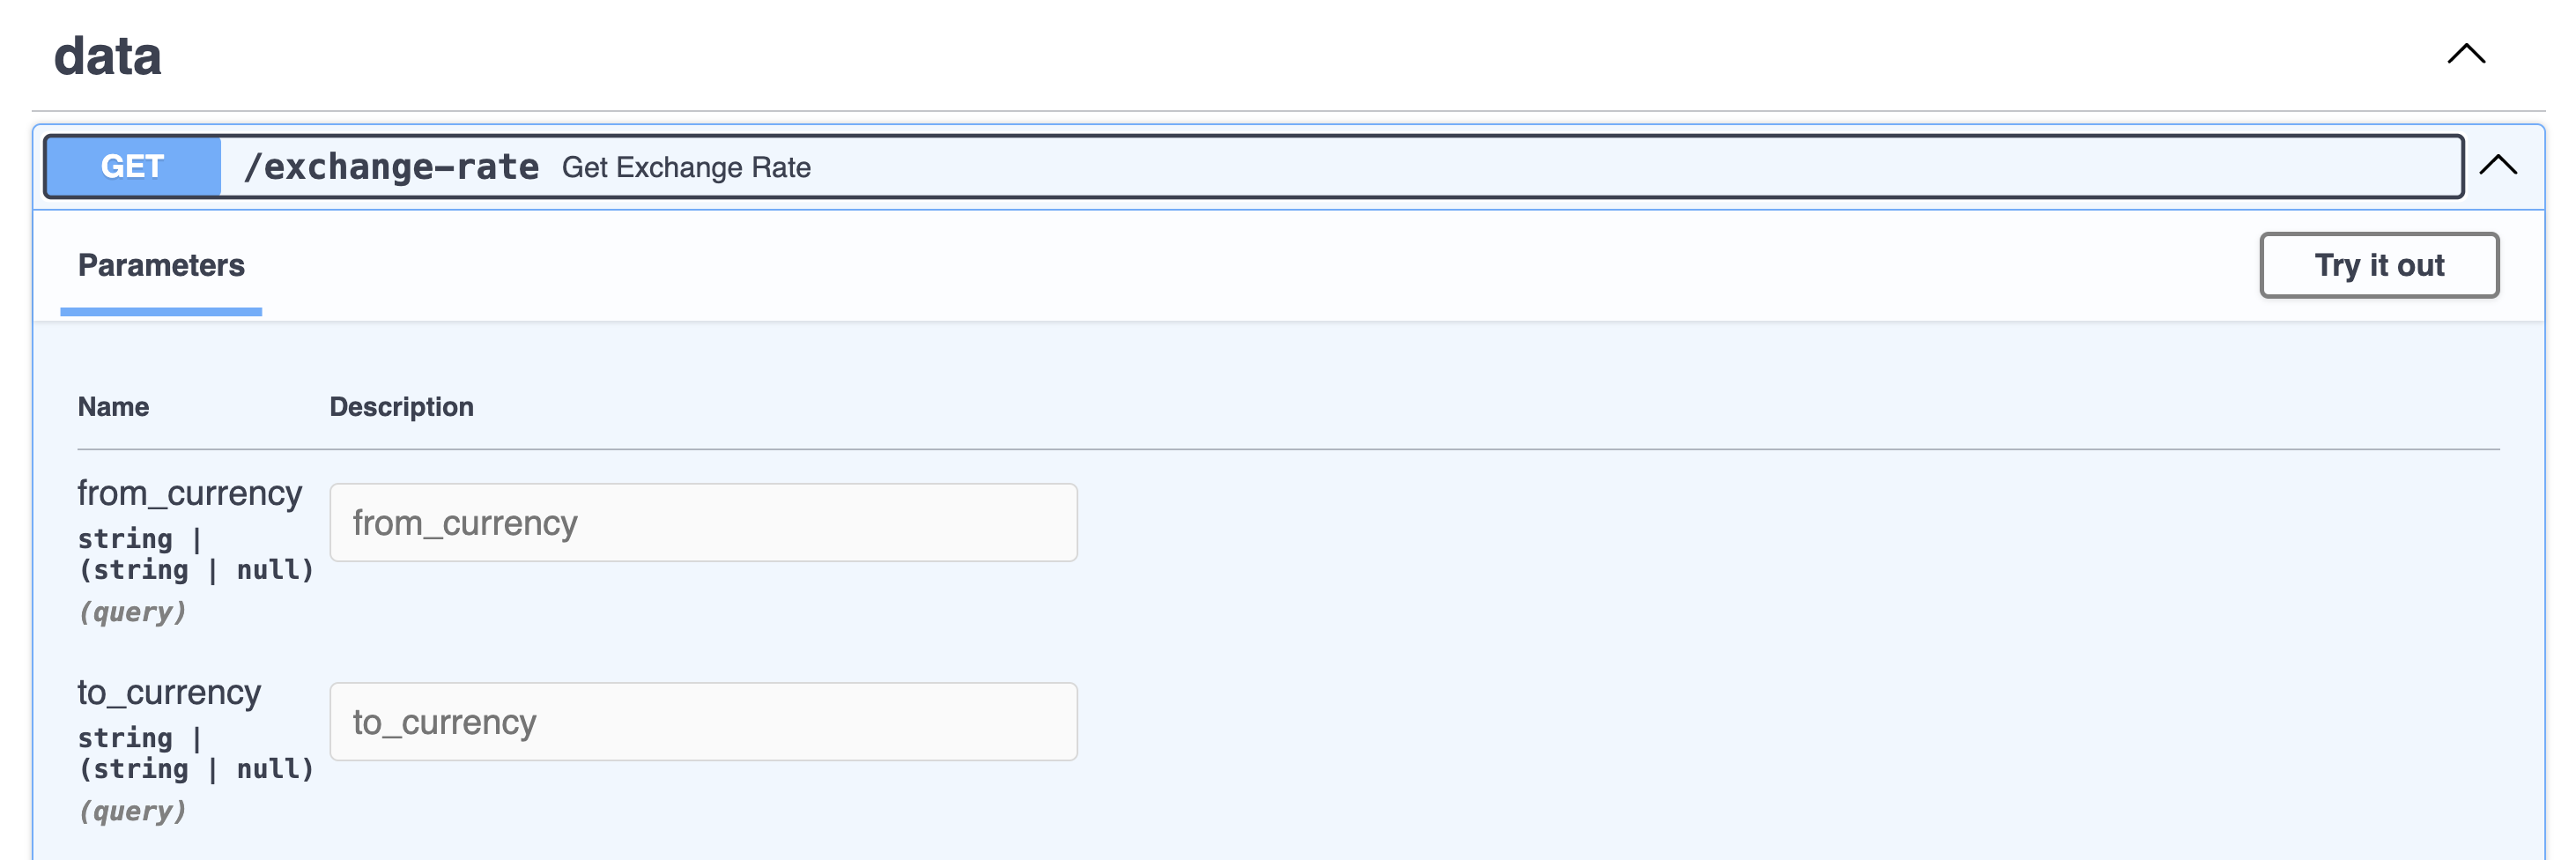 data
GET /exchange-rate Get Exchange Rate
Parameters
Try it out
Name Description
from_currency
string |
(string | null)
(query)
from_currency
to_currency
string |
(string | null)
(query)
to_currency